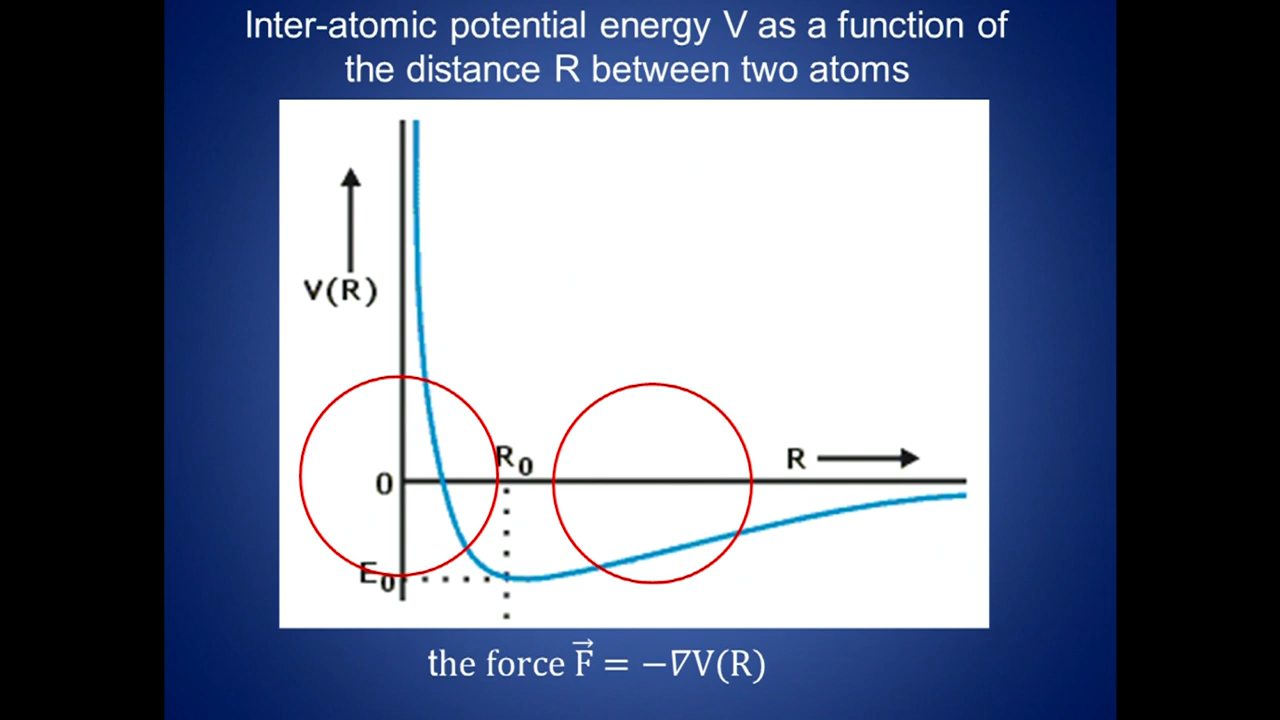 Inter-atomic potential energy V as a function of
the distance R between two atoms
V(R)
R₀
R
0
E₀
the force F⃗ = −∇V(R)